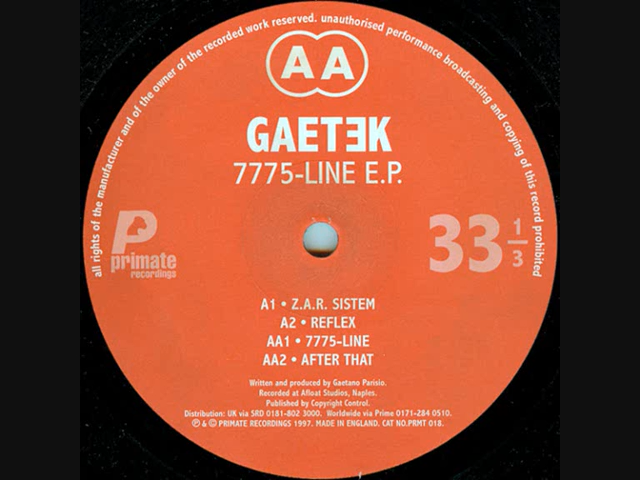 all rights of the manufacturer and of the owner of the recorded work reserved. unauthorised performance broadcasting and copying of this record prohibited
AA
GAETƎK
7775-LINE E.P.
P
primate
recordings
33 1/3
A1 • Z.A.R. SISTEM
A2 • REFLEX
AA1 • 7775-LINE
AA2 • AFTER THAT
Written and produced by Gaetano Parisio.
Recorded at Afloat Studios, Naples.
Published by Copyright Control.
Distribution: UK via SRD 0181-802 3000. Worldwide via Prime 0171-284 0510.
℗ & © PRIMATE RECORDINGS 1997. MADE IN ENGLAND. CAT NO.PRMT 018.